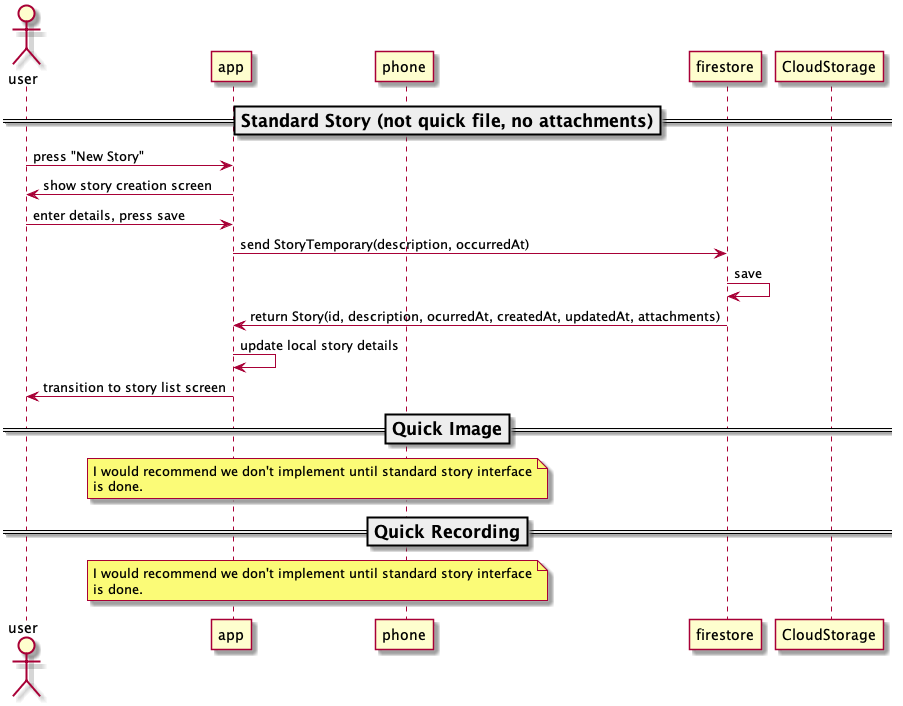 user
app
phone
firestore
CloudStorage
Standard Story (not quick file, no attachments)
press "New Story"
show story creation screen
enter details, press save
send StoryTemporary(description, occurredAt)
save
return Story(id, description, ocurredAt, createdAt, updatedAt, attachments)
update local story details
transition to story list screen
Quick Image
I would recommend we don't implement until standard story interface
is done.
Quick Recording
I would recommend we don't implement until standard story interface
is done.
user
app
phone
firestore
CloudStorage